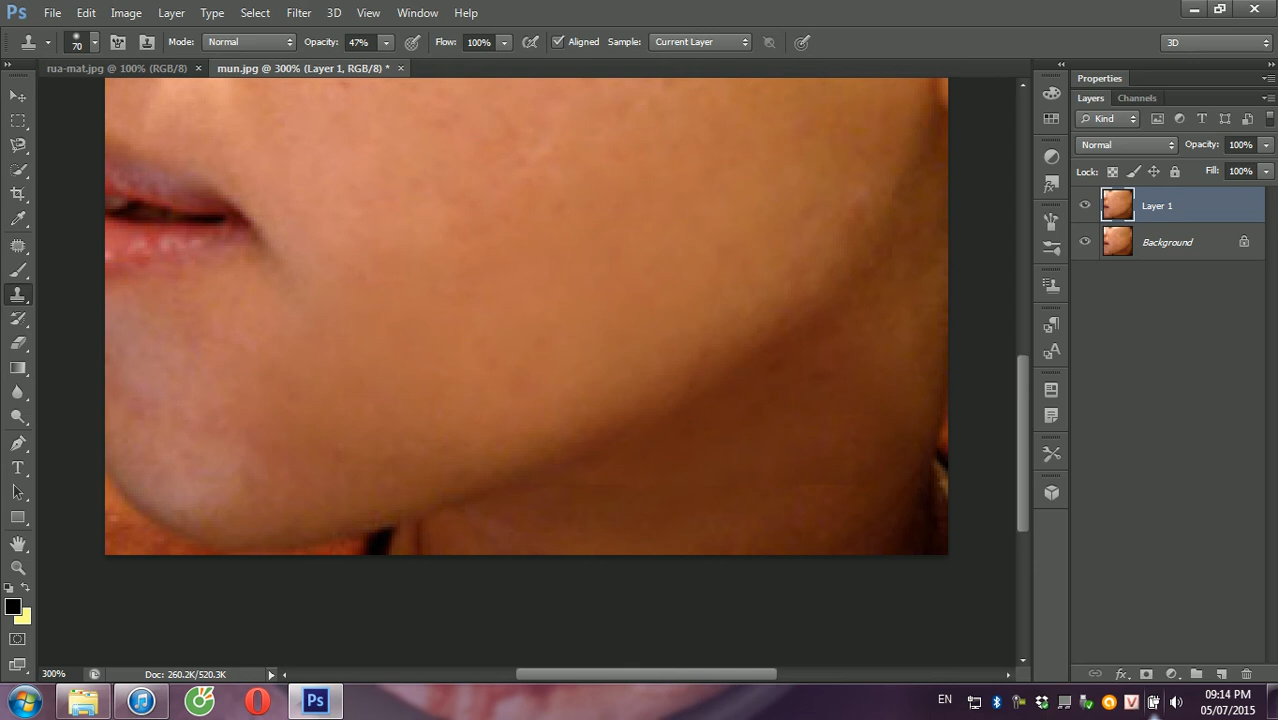 Ps File Edit Image Layer Type Select Filter 3D View Window Help
70 Mode: Normal Opacity: 47% Flow: 100% Aligned Sample: Current Layer 3D
rua-mat.jpg @ 100% (RGB/8) × mun.jpg @ 300% (Layer 1, RGB/8) * ×
Properties
Layers Channels
Kind
Normal Opacity: 100%
Lock: Fill: 100%
Layer 1
Background
300% Doc: 260.2K/520.3K
Ps EN V 09:14 PM
05/07/2015